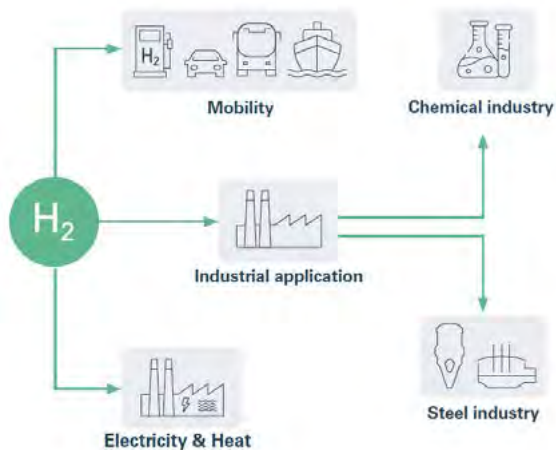 H2
Mobility
Chemical industry
H2
Industrial application
Steel industry
Electricity & Heat